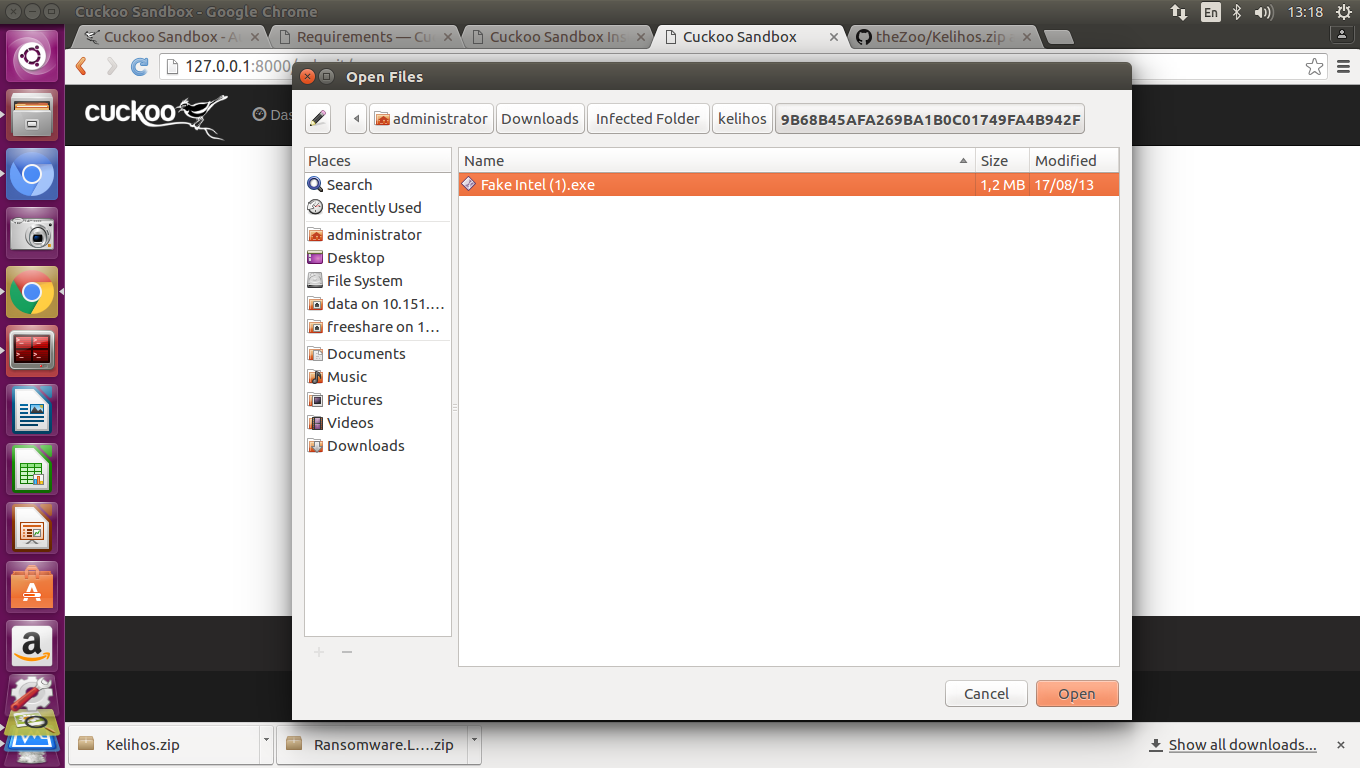 Cuckoo Sandbox - Google Chrome
En
13:18
Cuckoo Sandbox - A
Requirements — Cu
Cuckoo Sandbox Ins
Cuckoo Sandbox
theZoo/Kelihos.zip
127.0.0.1:8000/
cuckoo
Das
Open Files
administrator
Downloads
Infected Folder
kelihos
9B68B45AFA269BA1B0C01749FA4B942F
Places
Name
Size
Modified
Search
Fake Intel (1).exe
1,2 MB
17/08/13
Recently Used
administrator
Desktop
File System
data on 10.151.…
freeshare on 1…
Documents
Music
Pictures
Videos
Downloads
Cancel
Open
Kelihos.zip
Ransomware.L….zip
Show all downloads...